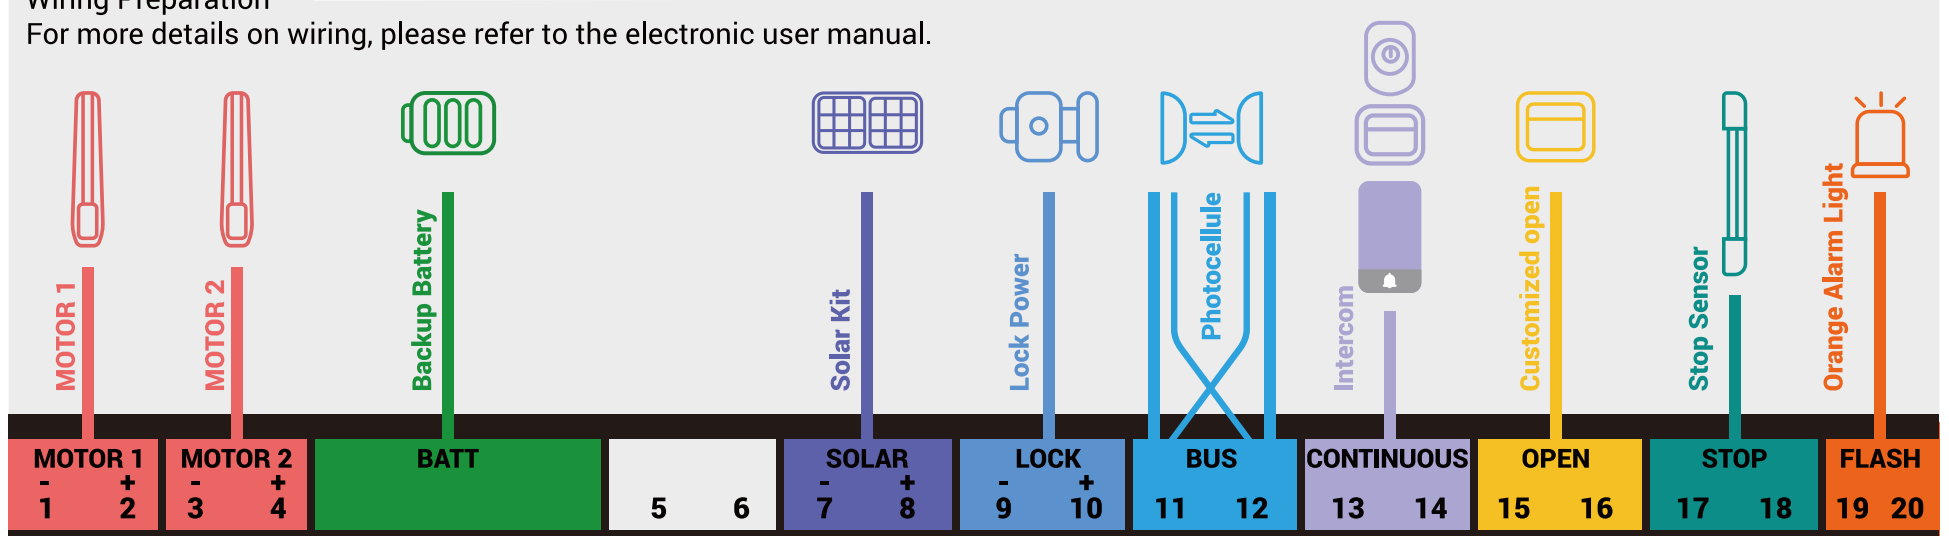 Wiring Preparation
For more details on wiring, please refer to the electronic user manual.
MOTOR 1
MOTOR 2
Backup Battery
Solar Kit
Lock Power
Photocellule
Intercom
Customized open
Stop Sensor
Orange Alarm Light
MOTOR 1
- +
1 2
MOTOR 2
- +
3 4
BATT
5 6
SOLAR
- +
7 8
LOCK
- +
9 10
BUS
11 12
CONTINUOUS
13 14
OPEN
15 16
STOP
17 18
FLASH
19 20